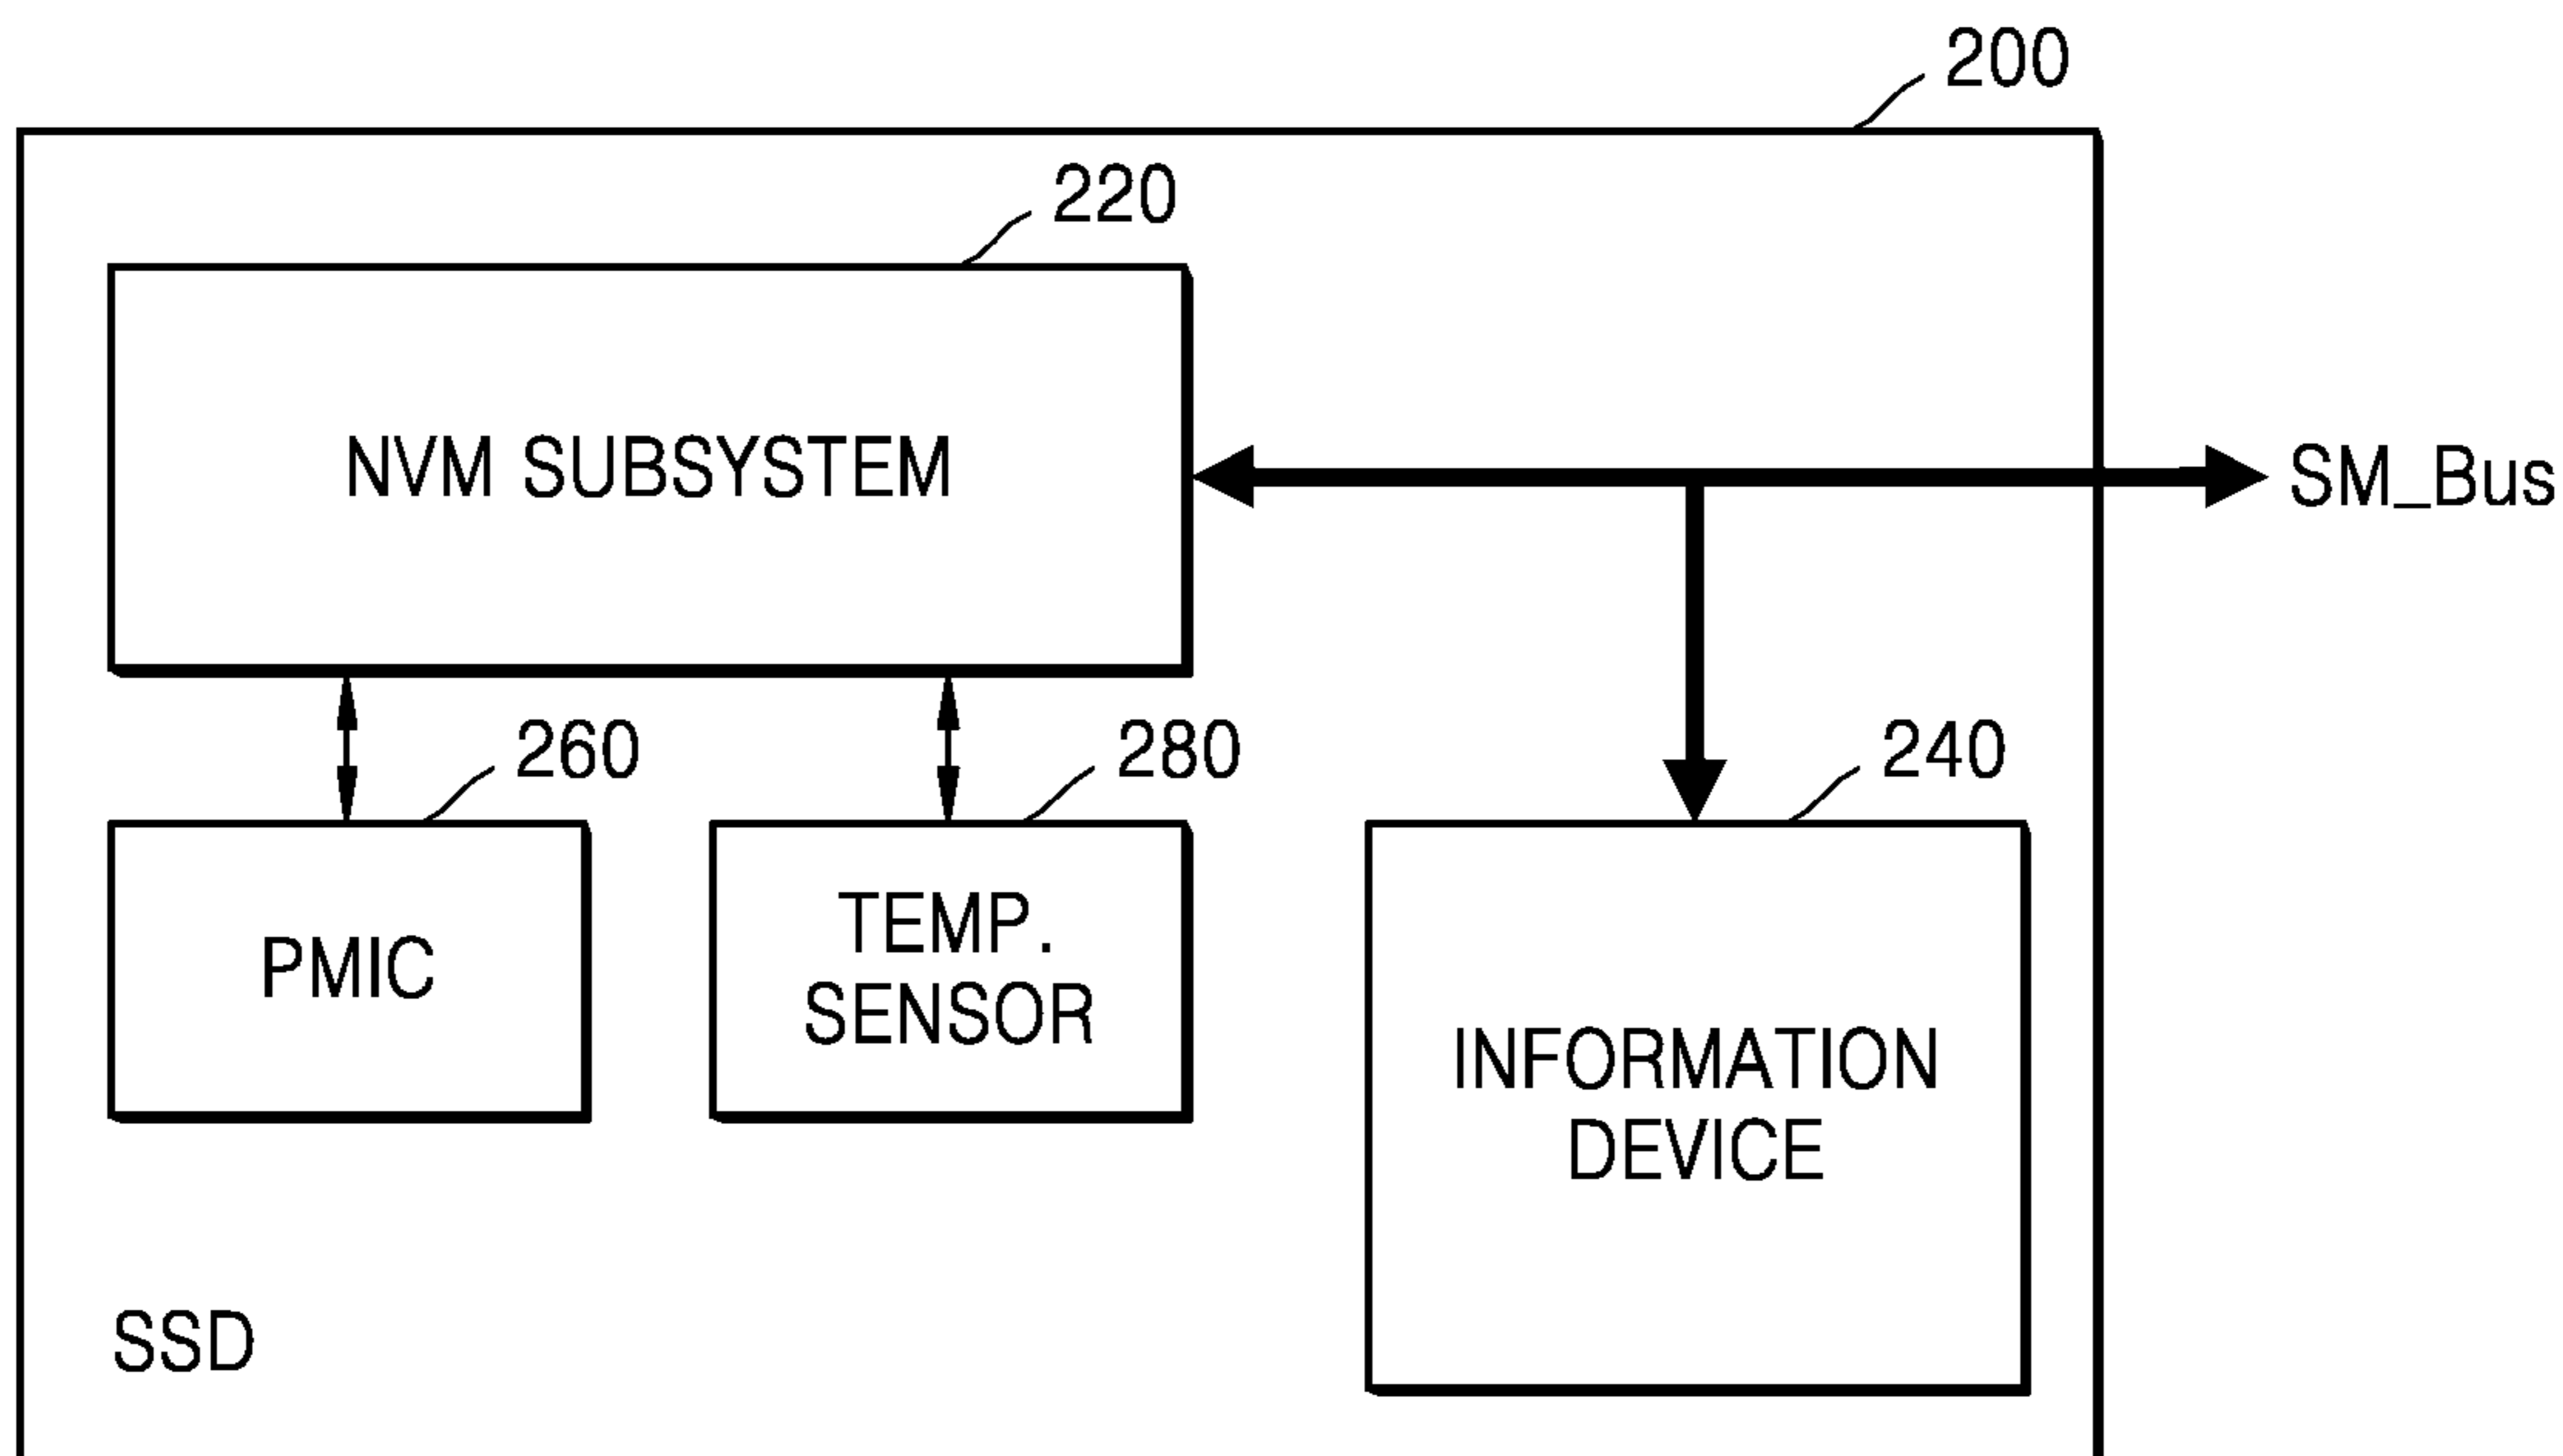 200
220
NVM SUBSYSTEM
SM_Bus
260
280
240
PMIC
TEMP.
SENSOR
INFORMATION
DEVICE
SSD